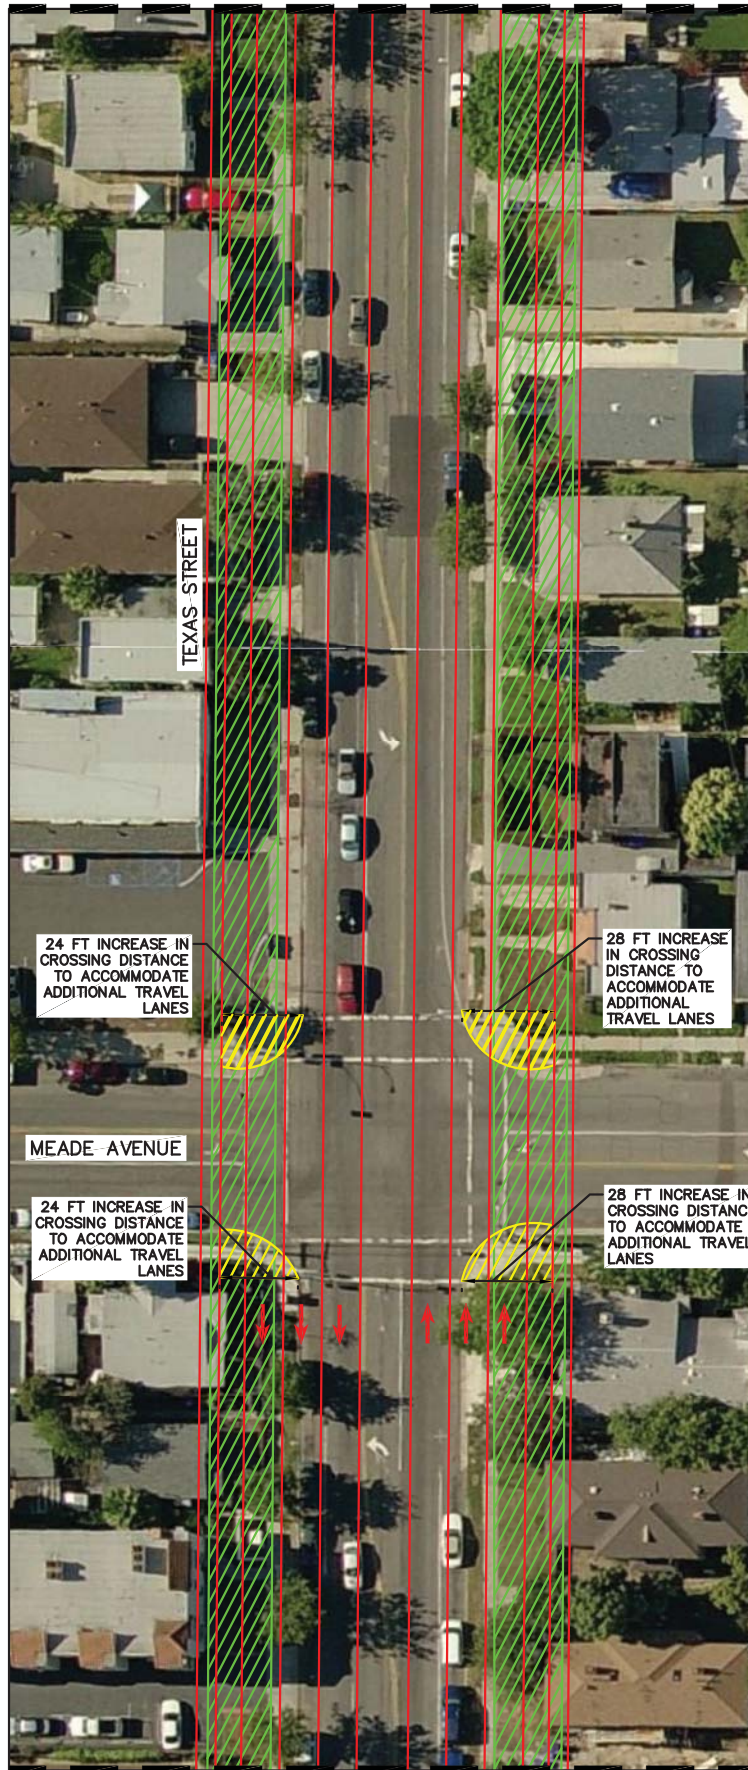 TEXAS STREET
24 FT INCREASE IN
CROSSING DISTANCE
TO ACCOMMODATE
ADDITIONAL TRAVEL
LANES
28 FT INCREASE
IN CROSSING
DISTANCE TO
ACCOMMODATE
ADDITIONAL
TRAVEL LANES
MEADE AVENUE
24 FT INCREASE IN
CROSSING DISTANCE
TO ACCOMMODATE
ADDITIONAL TRAVEL
LANES
28 FT INCREASE IN
CROSSING DISTANC
TO ACCOMMODATE
ADDITIONAL TRAVEL
LANES